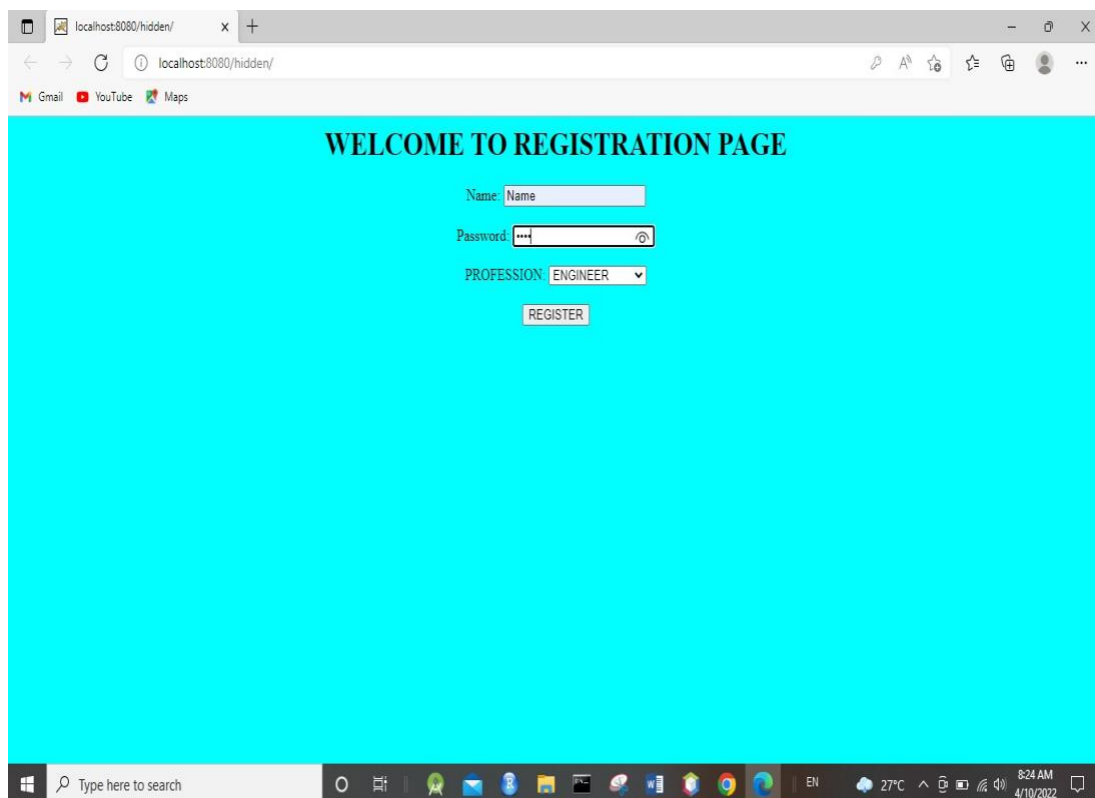 localhost:8080/hidden/
localhost:8080/hidden/
Gmail YouTube Maps
WELCOME TO REGISTRATION PAGE
Name: Name
Password: ····
PROFESSION: ENGINEER
REGISTER
Type here to search
EN
27°C
8:24 AM
4/10/2022